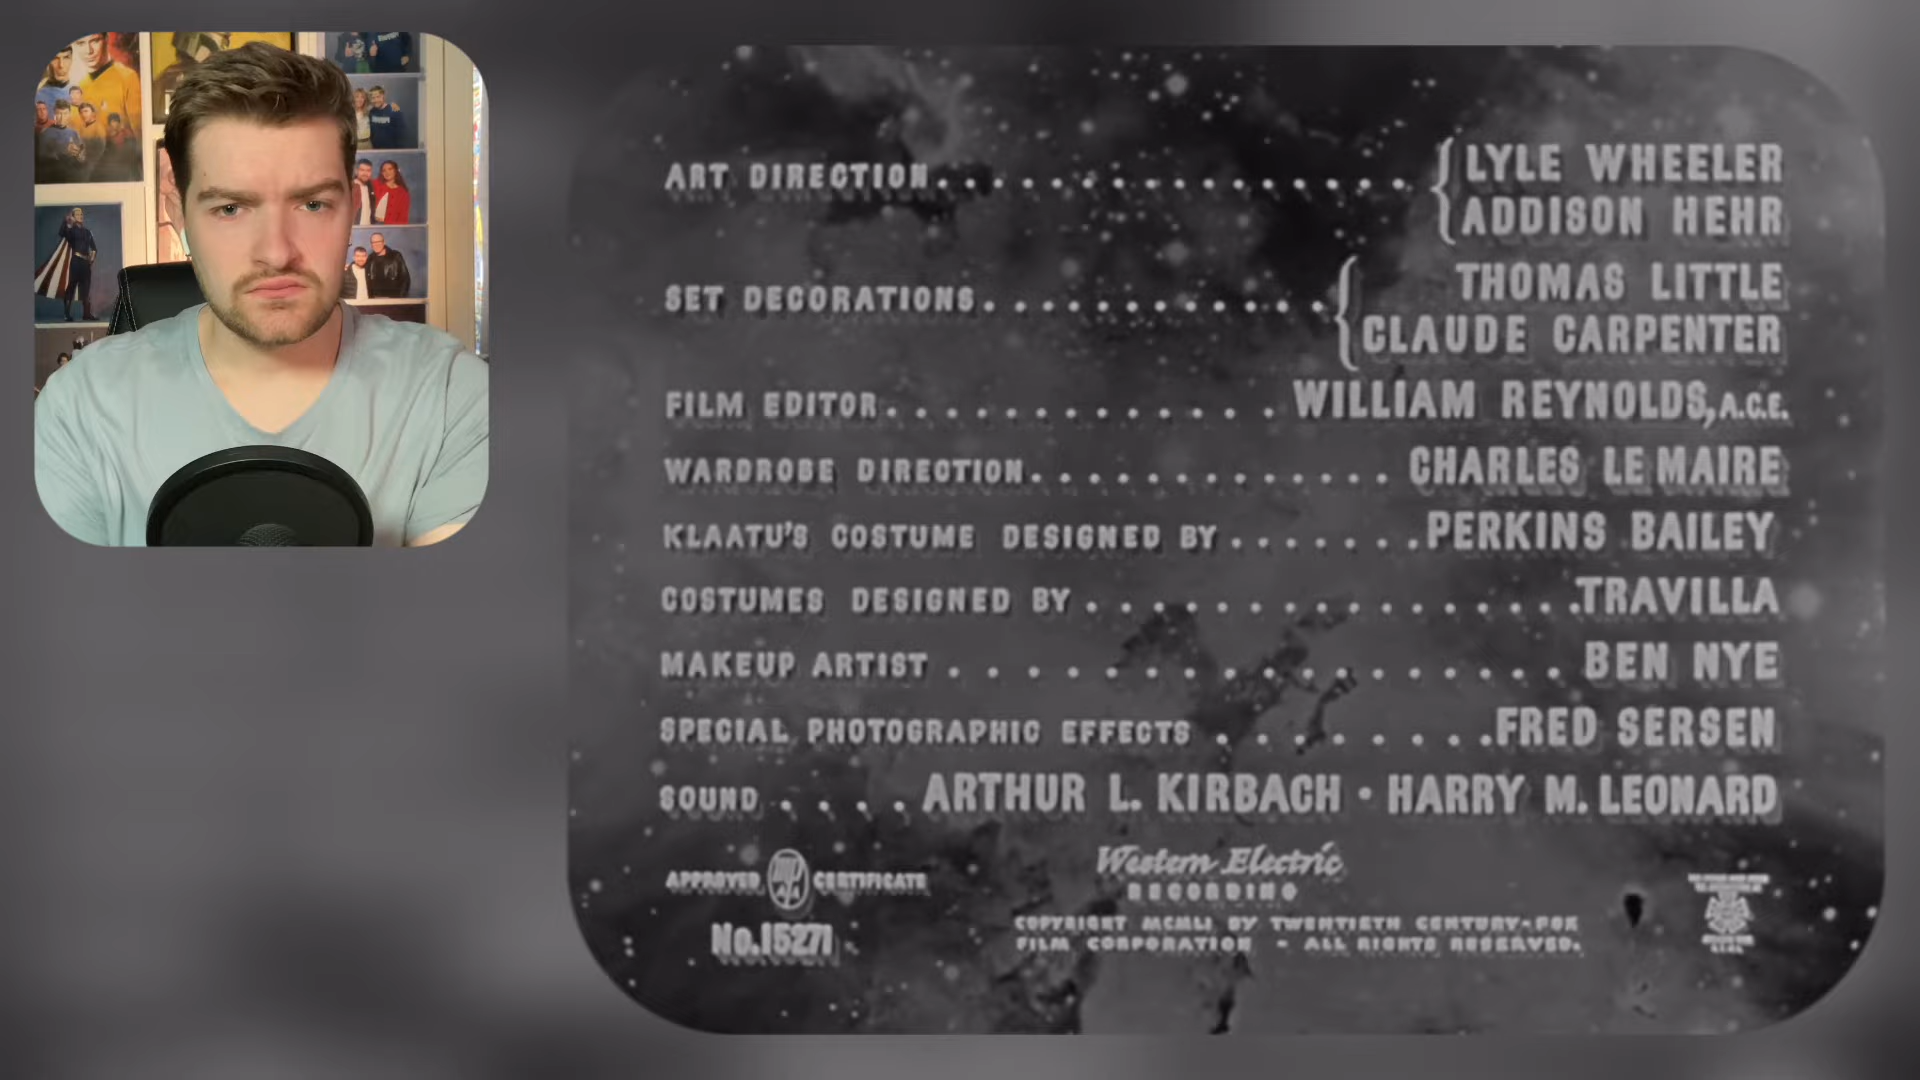 ART DIRECTION. . . . . . . . . . . . . . . . { LYLE WHEELER
ADDISON HEHR
SET DECORATIONS. . . . . . . . . . . . { THOMAS LITTLE
CLAUDE CARPENTER
FILM EDITOR. . . . . . . . . . . . . . WILLIAM REYNOLDS, A.C.E.
WARDROBE DIRECTION. . . . . . . . . . . . . CHARLES LE MAIRE
KLAATU'S COSTUME DESIGNED BY . . . . . . . PERKINS BAILEY
COSTUMES DESIGNED BY . . . . . . . . . . . . . . . . TRAVILLA
MAKEUP ARTIST . . . . . . . . . . . . . . . . BEN NYE
SPECIAL PHOTOGRAPHIC EFFECTS . . . . . . . . FRED SERSEN
SOUND . . . . ARTHUR L. KIRBACH • HARRY M. LEONARD
APPROVED CERTIFICATE
No. 15271
Western Electric
RECORDING
COPYRIGHT MCMLI BY TWENTIETH CENTURY-FOX
FILM CORPORATION - ALL RIGHTS RESERVED.